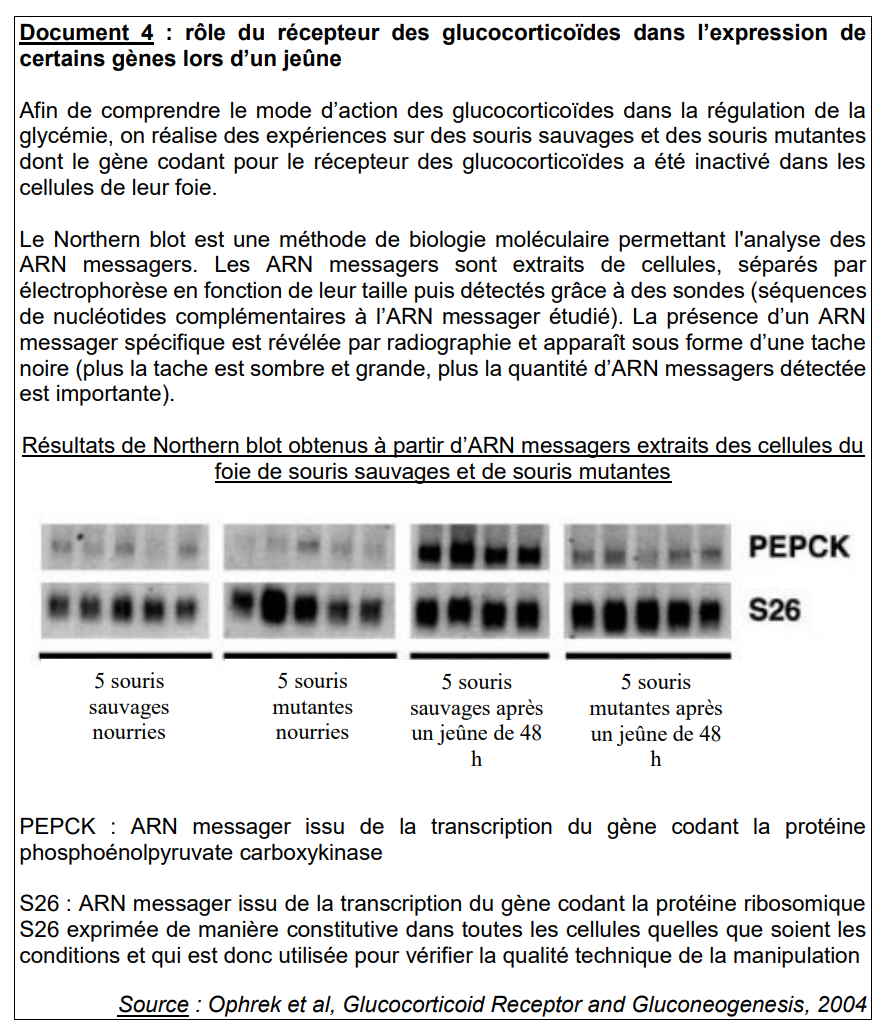 Document 4 : rôle du récepteur des glucocorticoïdes dans l’expression de
certains gènes lors d’un jeûne
Afin de comprendre le mode d’action des glucocorticoïdes dans la régulation de la
glycémie, on réalise des expériences sur des souris sauvages et des souris mutantes
dont le gène codant pour le récepteur des glucocorticoïdes a été inactivé dans les
cellules de leur foie.
Le Northern blot est une méthode de biologie moléculaire permettant l'analyse des
ARN messagers. Les ARN messagers sont extraits de cellules, séparés par
électrophorèse en fonction de leur taille puis détectés grâce à des sondes (séquences
de nucléotides complémentaires à l’ARN messager étudié). La présence d’un ARN
messager spécifique est révélée par radiographie et apparaît sous forme d’une tache
noire (plus la tache est sombre et grande, plus la quantité d’ARN messagers détectée
est importante).
Résultats de Northern blot obtenus à partir d’ARN messagers extraits des cellules du
foie de souris sauvages et de souris mutantes
PEPCK
S26
5 souris
sauvages
nourries
5 souris
mutantes
nourries
5 souris
sauvages après
un jeûne de 48
h
5 souris
mutantes après
un jeûne de 48
h
PEPCK : ARN messager issu de la transcription du gène codant la protéine
phosphoénolpyruvate carboxykinase
S26 : ARN messager issu de la transcription du gène codant la protéine ribosomique
S26 exprimée de manière constitutive dans toutes les cellules quelles que soient les
conditions et qui est donc utilisée pour vérifier la qualité technique de la manipulation
Source : Ophrek et al, Glucocorticoid Receptor and Gluconeogenesis, 2004